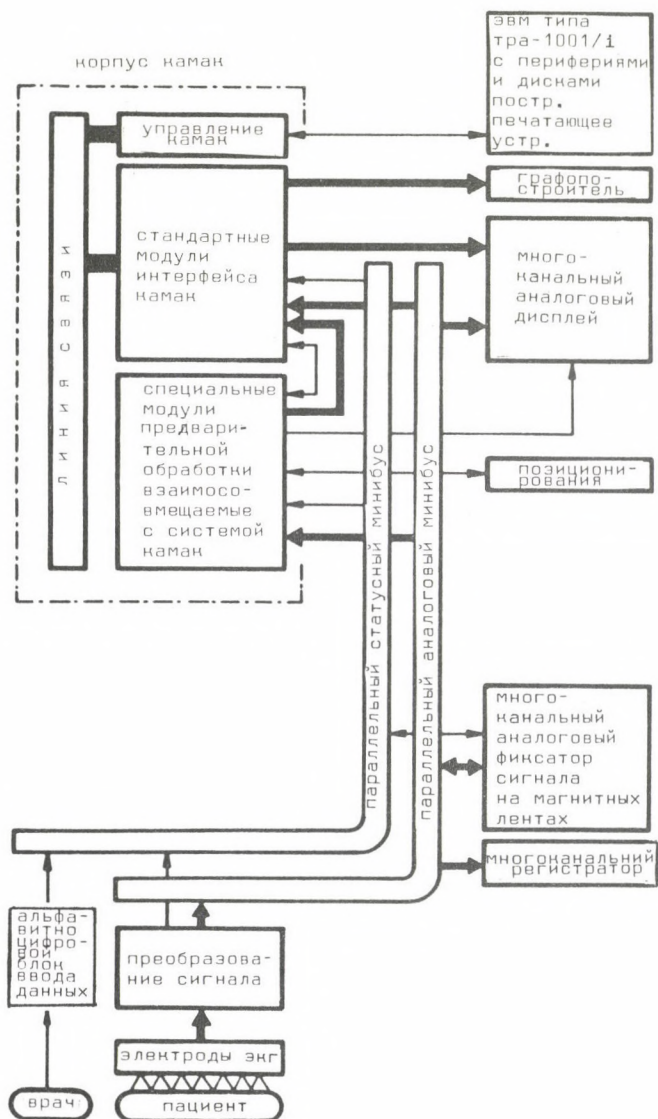 эвм типа
тра-1001/i
с перифериями
и дисками
постр.
печатающее
устр.
корпус камак
управление
камак
графопо-
строитель
линия связи
стандартные
модули
интерфейса
камак
много-
канальный
аналоговый
дисплей
специальные
модули
предвари-
тельной
обработки
взаимосо-
вмещаемые
с системой
камак
позициони-
рования
параллельный статусный минибус
параллельный аналоговый минибус
много-
канальный
аналоговый
фиксатор
сигнала
на магнитных
лентах
многоканальний
регистратор
альфа-
витно
цифро-
вой
блок
ввода
данных
преобразова-
ние сигнала
электроды экг
врач
пациент